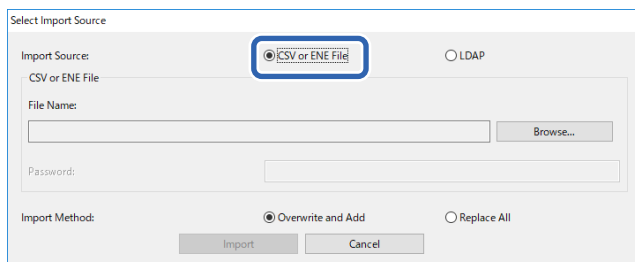 Select Import Source
Import Source: CSV or ENE File LDAP
CSV or ENE File
File Name:
Browse...
Password:
Import Method: Overwrite and Add Replace All
Import Cancel